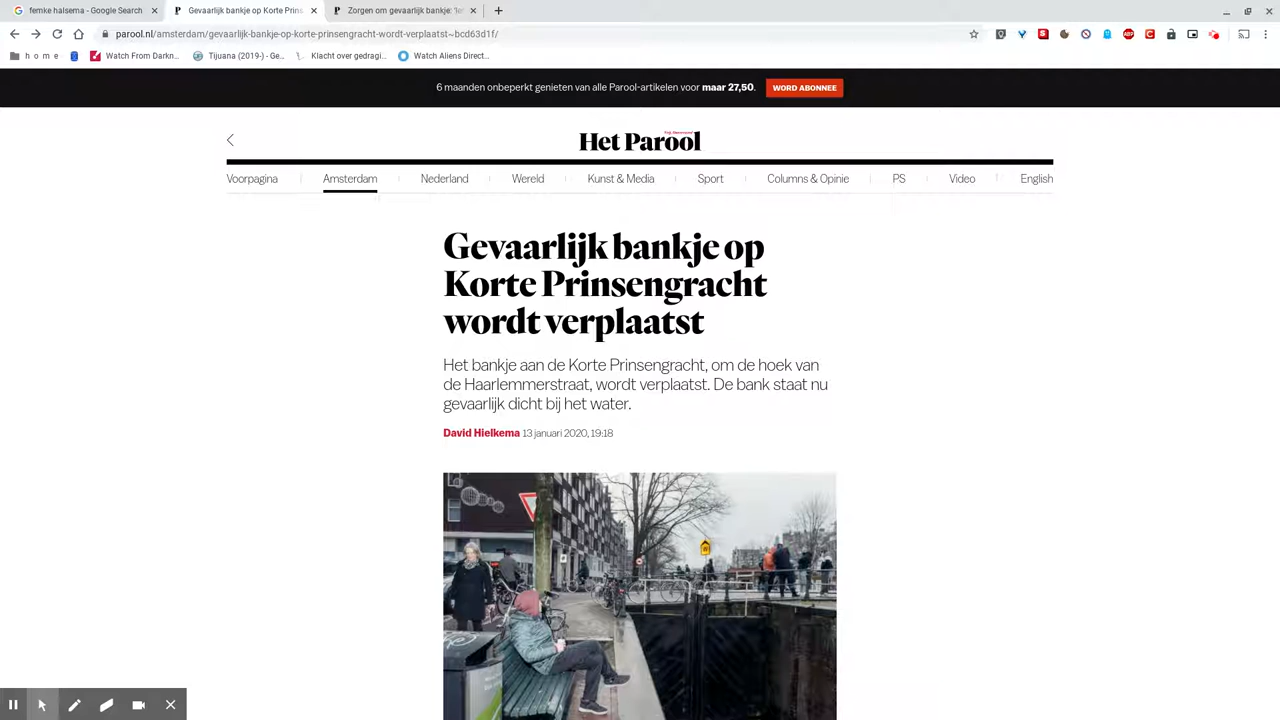 femke halsema - Google Search
Gevaarlijk bankje op Korte Prins
Zorgen om gevaarlijk bankje: 'Ier
parool.nl/amsterdam/gevaarlijk-bankje-op-korte-prinsengracht-wordt-verplaatst~bcd63d1f/
h o m e
Watch From Darkn...
Tijuana (2019-) - Ge...
Klacht over gedragi...
Watch Aliens Direct...
6 maanden onbeperkt genieten van alle Parool-artikelen voor maar 27,50.
WORD ABONNEE
Het Parool
Voorpagina
Amsterdam
Nederland
Wereld
Kunst & Media
Sport
Columns & Opinie
PS
Video
English
Gevaarlijk bankje op
Korte Prinsengracht
wordt verplaatst
Het bankje aan de Korte Prinsengracht, om de hoek van
de Haarlemmerstraat, wordt verplaatst. De bank staat nu
gevaarlijk dicht bij het water.
David Hielkema 13 januari 2020, 19:18